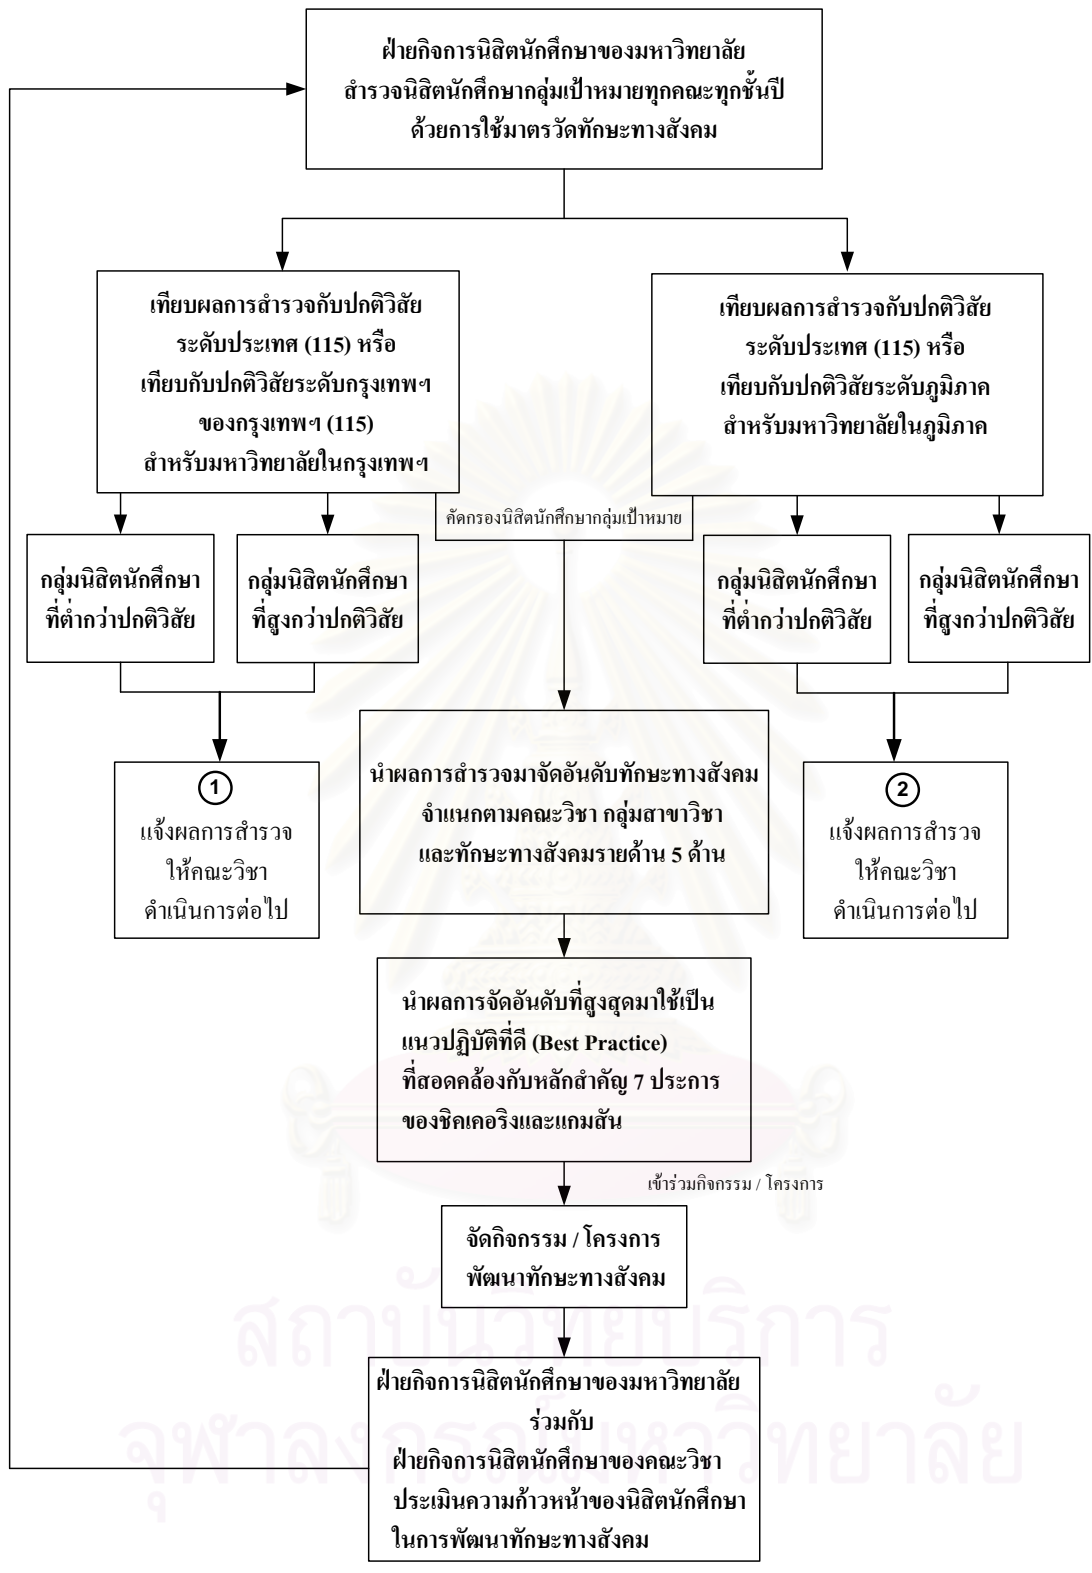 ฝ่ายกิจการนิสิตนักศึกษาของมหาวิทยาลัย
สำรวจนิสิตนักศึกษากลุ่มเป้าหมายทุกคณะทุกชั้นปี
ด้วยการใช้มาตรวัดทักษะทางสังคม
เทียบผลการสำรวจกับปกติวิสัย
ระดับประเทศ (115) หรือ
เทียบกับปกติวิสัยระดับกรุงเทพฯ
ของกรุงเทพฯ (115)
สำหรับมหาวิทยาลัยในกรุงเทพฯ
เทียบผลการสำรวจกับปกติวิสัย
ระดับประเทศ (115) หรือ
เทียบกับปกติวิสัยระดับภูมิภาค
สำหรับมหาวิทยาลัยในภูมิภาค
คัดกรองนิสิตนักศึกษากลุ่มเป้าหมาย
กลุ่มนิสิตนักศึกษา
ที่ต่ำกว่าปกติวิสัย
กลุ่มนิสิตนักศึกษา
ที่สูงกว่าปกติวิสัย
กลุ่มนิสิตนักศึกษา
ที่ต่ำกว่าปกติวิสัย
กลุ่มนิสิตนักศึกษา
ที่สูงกว่าปกติวิสัย
1
แจ้งผลการสำรวจ
ให้คณะวิชา
ดำเนินการต่อไป
นำผลการสำรวจมาจัดอันดับทักษะทางสังคม
จำแนกตามคณะวิชา กลุ่มสาขาวิชา
และทักษะทางสังคมรายด้าน 5 ด้าน
2
แจ้งผลการสำรวจ
ให้คณะวิชา
ดำเนินการต่อไป
นำผลการจัดอันดับที่สูงสุดมาใช้เป็น
แนวปฏิบัติที่ดี (Best Practice)
ที่สอดคล้องกับหลักสำคัญ 7 ประการ
ของชิคเคอริงและแกมสัน
เข้าร่วมกิจกรรม / โครงการ
จัดกิจกรรม / โครงการ
พัฒนาทักษะทางสังคม
ฝ่ายกิจการนิสิตนักศึกษาของมหาวิทยาลัย
ร่วมกับ
ฝ่ายกิจการนิสิตนักศึกษาของคณะวิชา
ประเมินความก้าวหน้าของนิสิตนักศึกษา
ในการพัฒนาทักษะทางสังคม
สถาบันวิทยบริการ
จุฬาลงกรณ์มหาวิทยาลัย